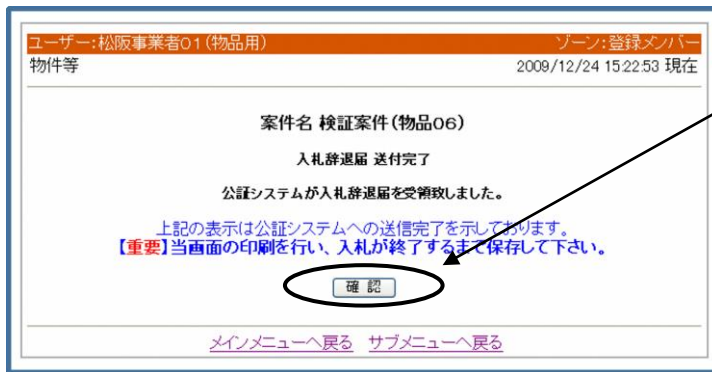 ユーザー:松阪事業者01(物品用) ゾーン:登録メンバー
物件等 2009/12/24 15:22:53 現在
案件名 検証案件(物品06)
入札辞退届 送付完了
公証システムが入札辞退届を受領致しました。
上記の表示は公証システムへの送信完了を示しております。
【重要】当画面の印刷を行い、入札が終了するまで保存して下さい。
確 認
メインメニューへ戻る サブメニューへ戻る